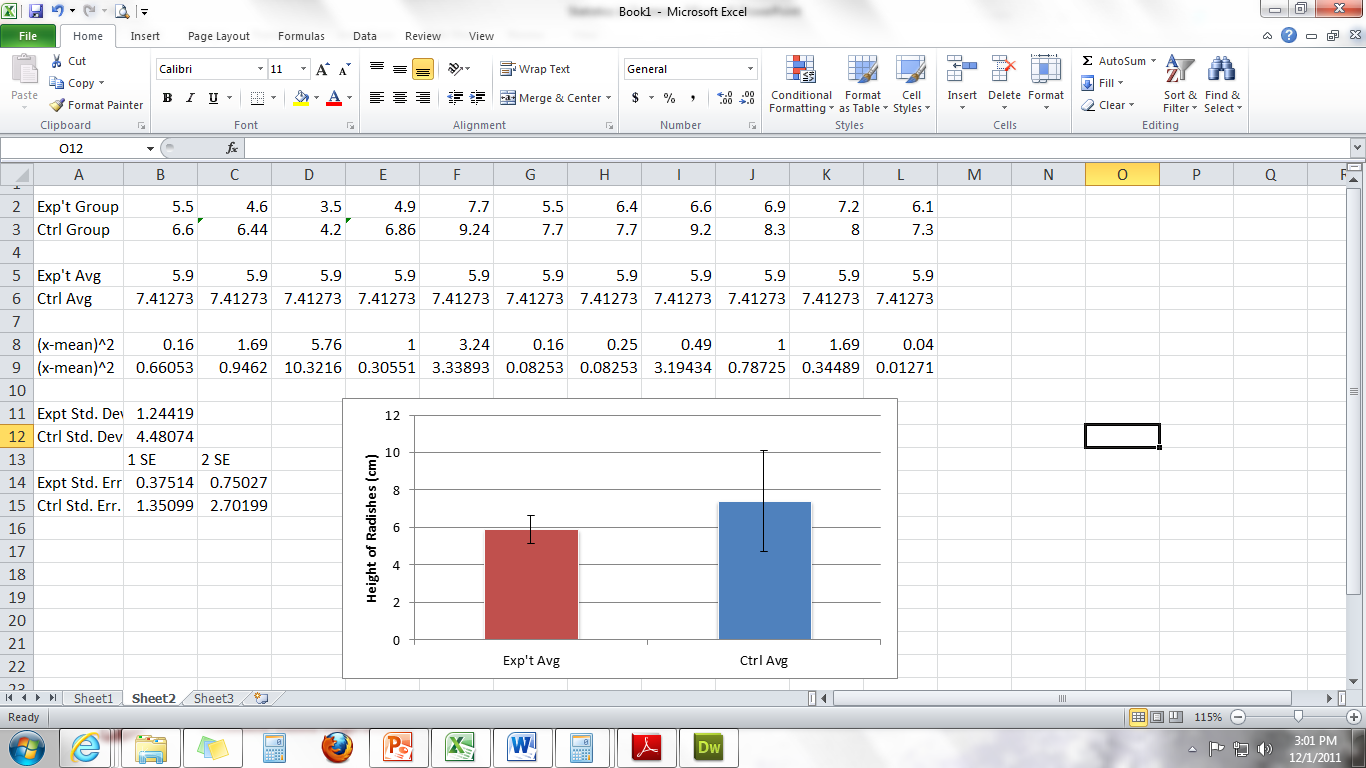 Book1 - Microsoft Excel
File Home Insert Page Layout Formulas Data Review View
Paste
Cut
Copy
Format Painter
Clipboard
Calibri 11
B I U
Font
Wrap Text
Merge & Center
Alignment
General
$ % ,
Number
Conditional Formatting
Format as Table
Cell Styles
Styles
Insert Delete Format
Cells
Σ AutoSum
Fill
Clear
Sort & Filter
Find & Select
Editing
O12 fx
A B C D E F G H I J K L M N O P Q
2 Exp't Group 5.5 4.6 3.5 4.9 7.7 5.5 6.4 6.6 6.9 7.2 6.1
3 Ctrl Group 6.6 6.44 4.2 6.86 9.24 7.7 7.7 9.2 8.3 8 7.3
4
5 Exp't Avg 5.9 5.9 5.9 5.9 5.9 5.9 5.9 5.9 5.9 5.9 5.9
6 Ctrl Avg 7.41273 7.41273 7.41273 7.41273 7.41273 7.41273 7.41273 7.41273 7.41273 7.41273 7.41273
7
8 (x-mean)^2 0.16 1.69 5.76 1 3.24 0.16 0.25 0.49 1 1.69 0.04
9 (x-mean)^2 0.66053 0.9462 10.3216 0.30551 3.33893 0.08253 0.08253 3.19434 0.78725 0.34489 0.01271
10
11 Expt Std. Dev 1.24419
12 Ctrl Std. Dev 4.48074
13 1 SE 2 SE
14 Expt Std. Err 0.37514 0.75027
15 Ctrl Std. Err. 1.35099 2.70199
16
17
18
19
20
21
22
23
Height of Radishes (cm)
12
10
8
6
4
2
0
Exp't Avg Ctrl Avg
Sheet1 Sheet2 Sheet3
Ready 115%
3:01 PM
12/1/2011